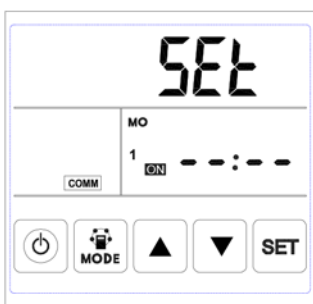 SEt
MO
1 ON --:--
COMM
MODE
SET